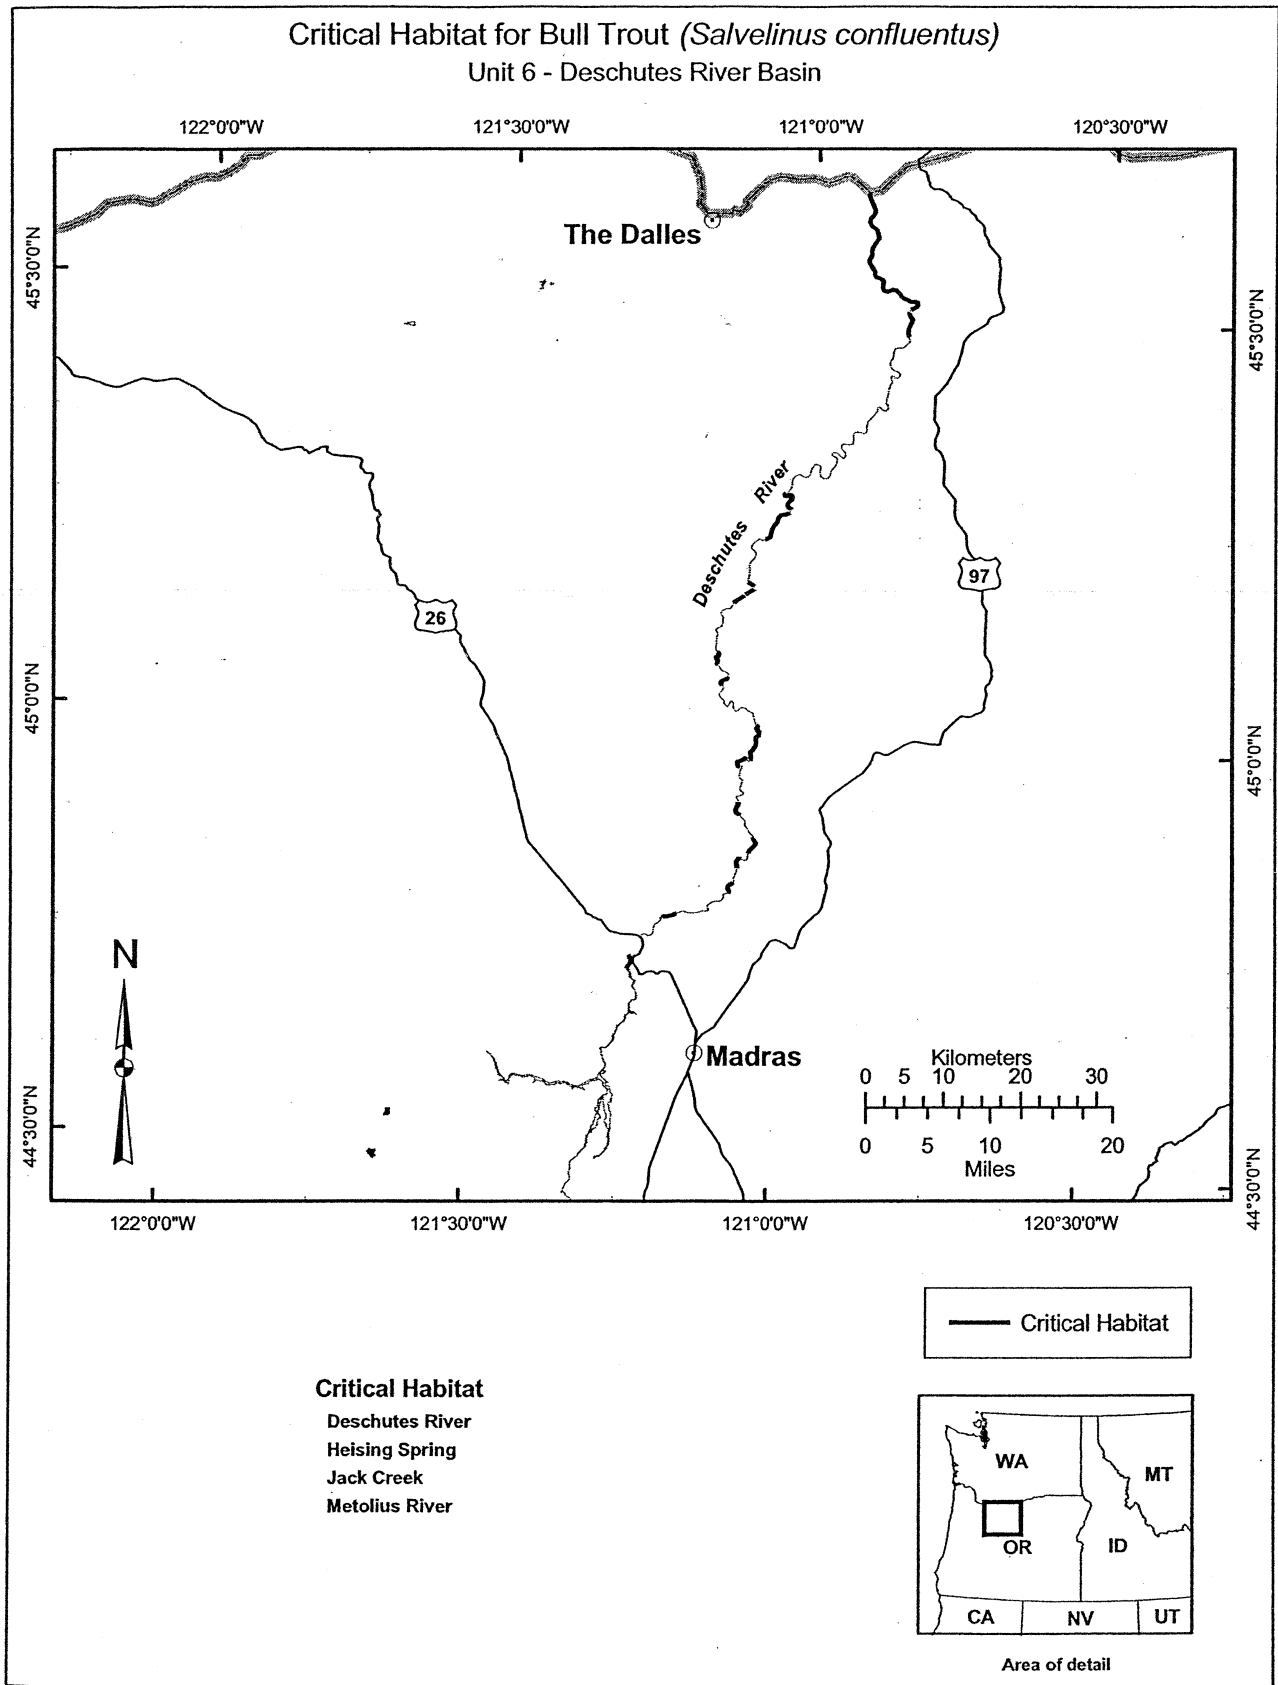 Critical Habitat for Bull Trout (Salvelinus confluentus)
Unit 6 - Deschutes River Basin
122°0'0"W 121°30'0"W 121°0'0"W 120°30'0"W
The Dalles
45°30'0"N
45°30'0"N
Deschutes River
97
26
45°0'0"N
45°0'0"N
N
Madras
Kilometers
0 5 10 20 30
0 5 10 20
Miles
44°30'0"N
44°30'0"N
122°0'0"W 121°30'0"W 121°0'0"W 120°30'0"W
Critical Habitat
Critical Habitat
Deschutes River
Heising Spring
Jack Creek
Metolius River
WA
MT
OR
ID
CA
NV
UT
Area of detail